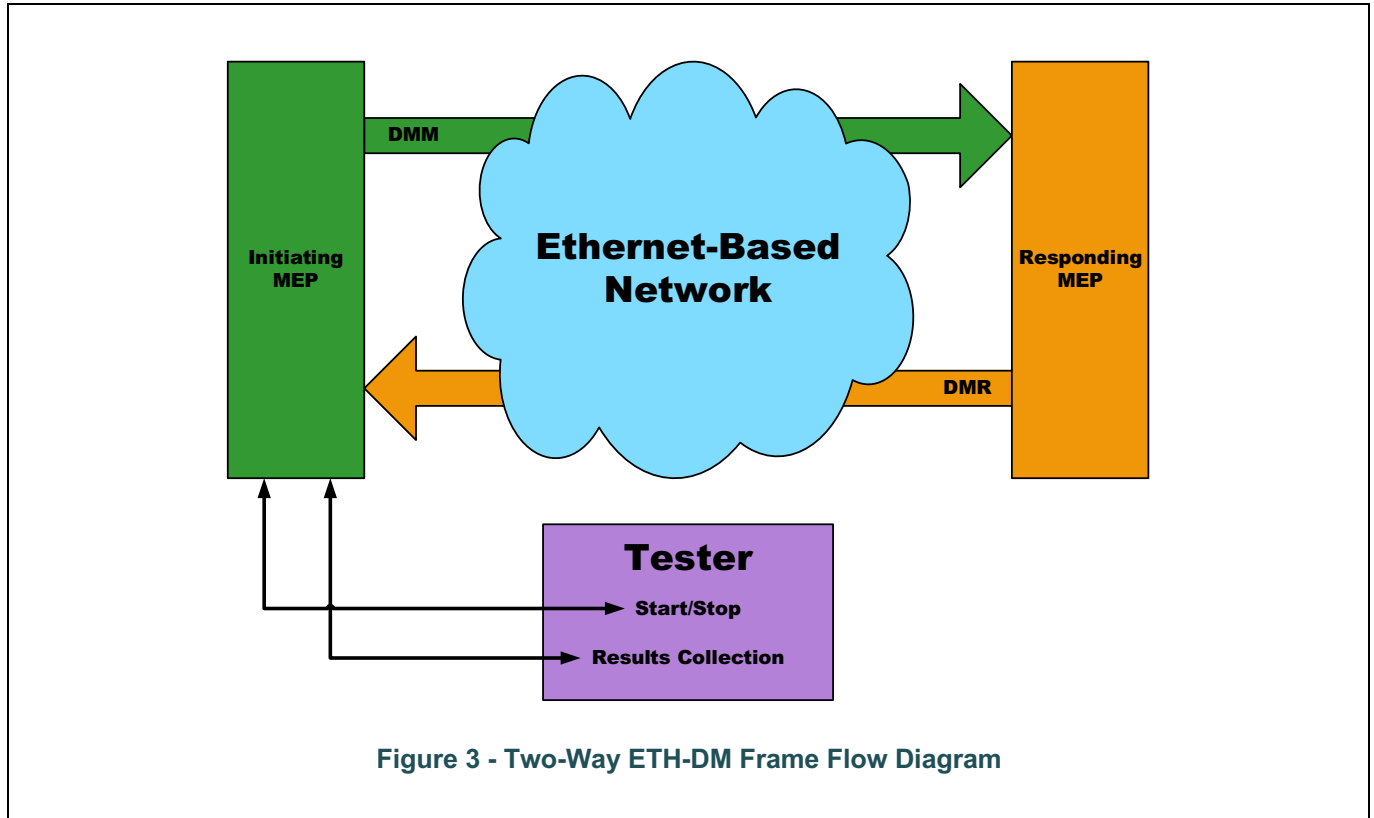 DMM
Initiating
MEP
Ethernet-Based
Network
Responding
MEP
DMR
Tester
Start/Stop
Results Collection
Figure 3 - Two-Way ETH-DM Frame Flow Diagram